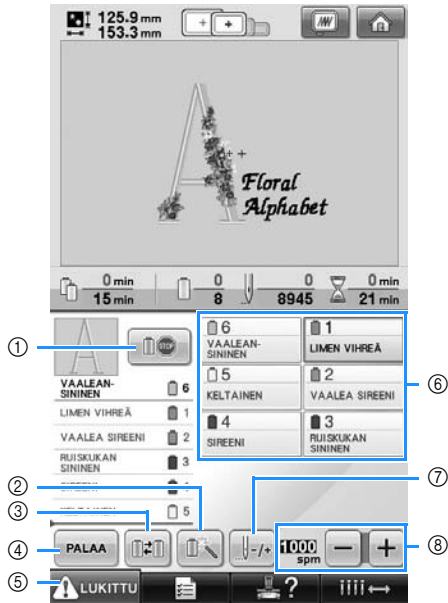 125.9 mm
153.3 mm
Floral
Alphabet
0 min
15 min
0
8
0
8945
0 min
21 min
①
STOP
VAALEAN-
SININEN 6
LIMEN VIHREÄ 1
VAALEA SIREENI 2
RUISKUKAN
SININEN 3
5
6
VAALEAN-
SININEN
1
LIMEN VIHREÄ
5
KELTAINEN
2
VAALEA SIREENI
4
SIREENI
3
RUISKUKAN
SININEN
⑥
②
③
⑦
④
PALAA
-/+
1000
spm
− +
⑧
⑤
LUKITTU
?